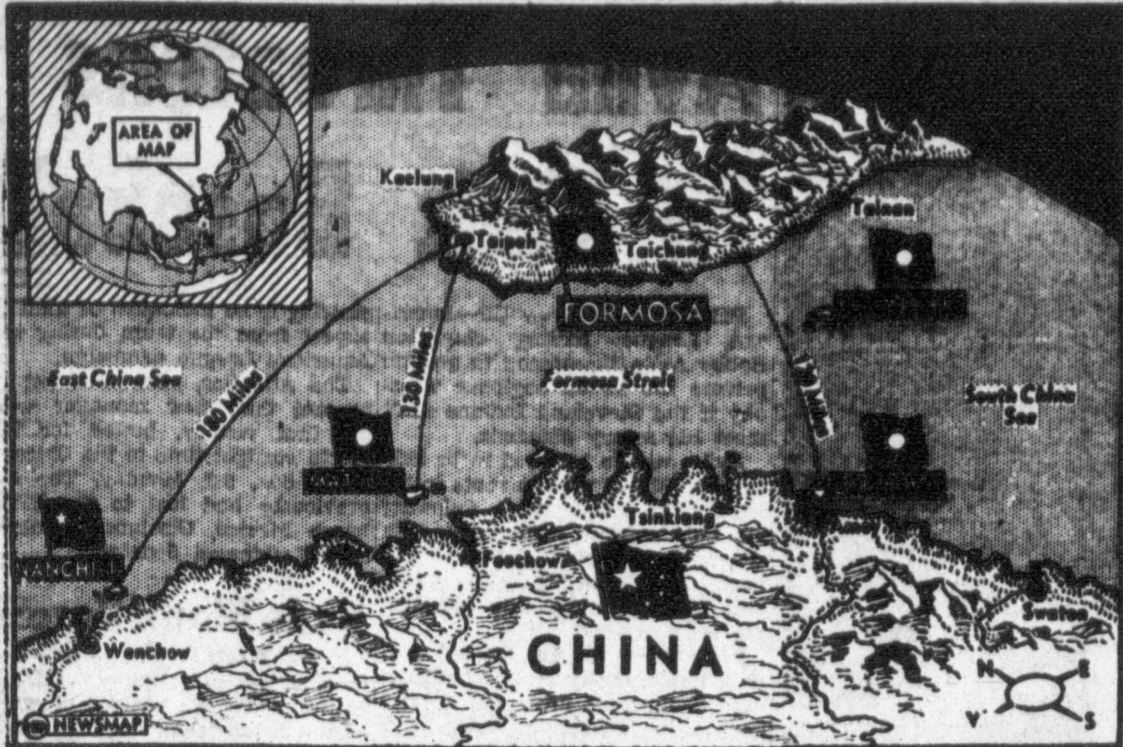 AREA OF
MAP
Keelung
Taipeh
Taichung
Tainan
FORMOSA
East China Sea
180 Miles
130 Miles
Formosa Strait
Miles
South China
Sea
Tsinkiang
Foochow
Swatow
Wenchow
CHINA
N
E
S
NEWSMAP